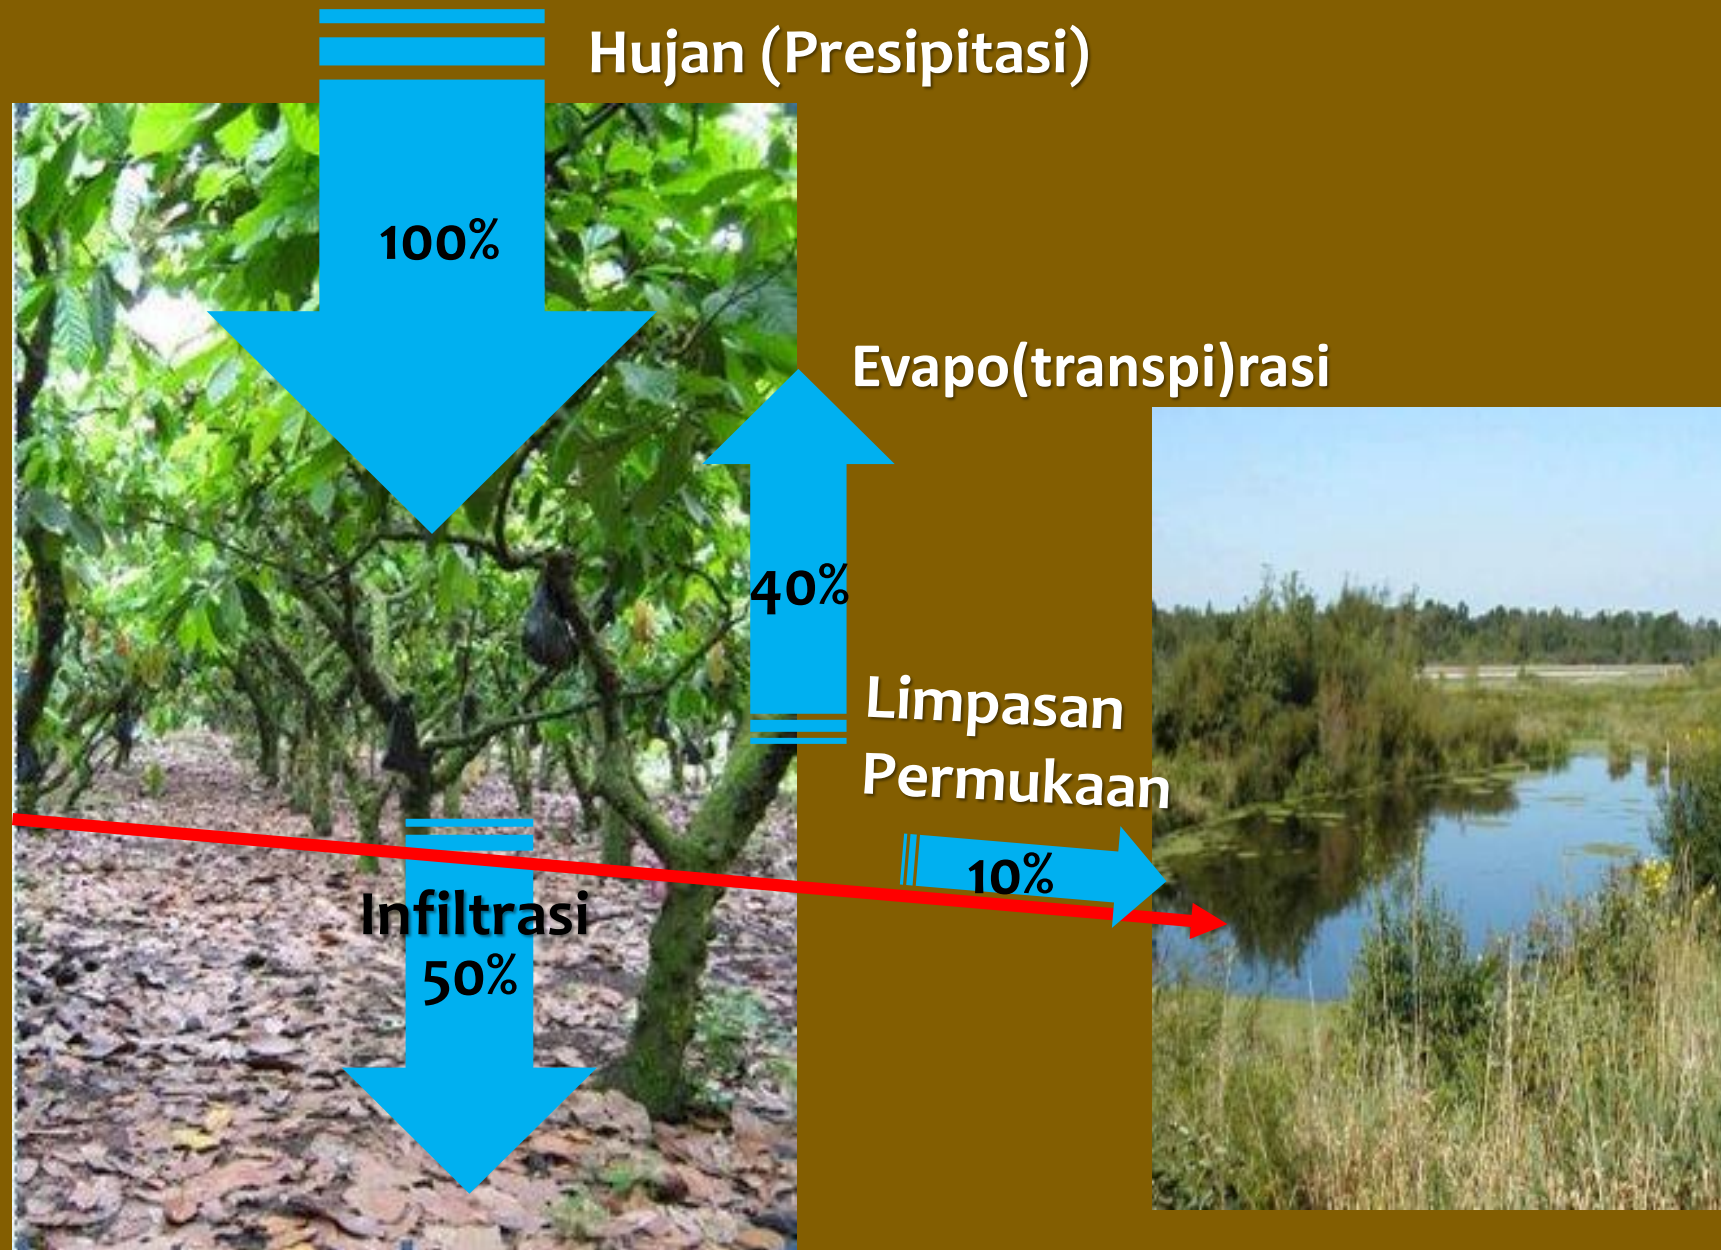 Hujan (Presipitasi)
100%
Evapo(transpi)rasi
40%
Limpasan
Permukaan
10%
Infiltrasi
50%